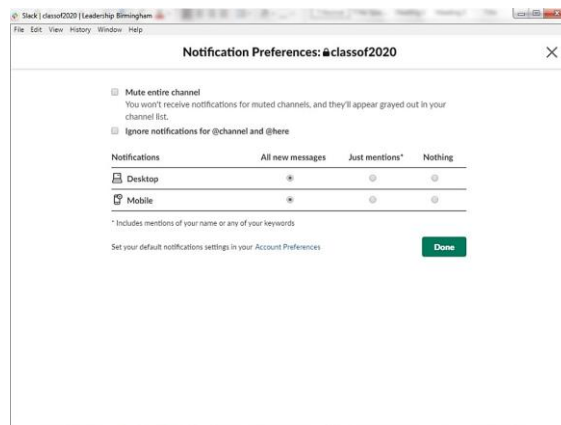 Slack | classof2020 | Leadership Birmingham
File Edit View History Window Help
Notification Preferences: classof2020
Mute entire channel
You won't receive notifications for muted channels, and they'll appear grayed out in your
channel list.
Ignore notifications for @channel and @here
Notifications All new messages Just mentions* Nothing
Desktop
Mobile
* Includes mentions of your name or any of your keywords
Set your default notifications settings in your Account Preferences Done